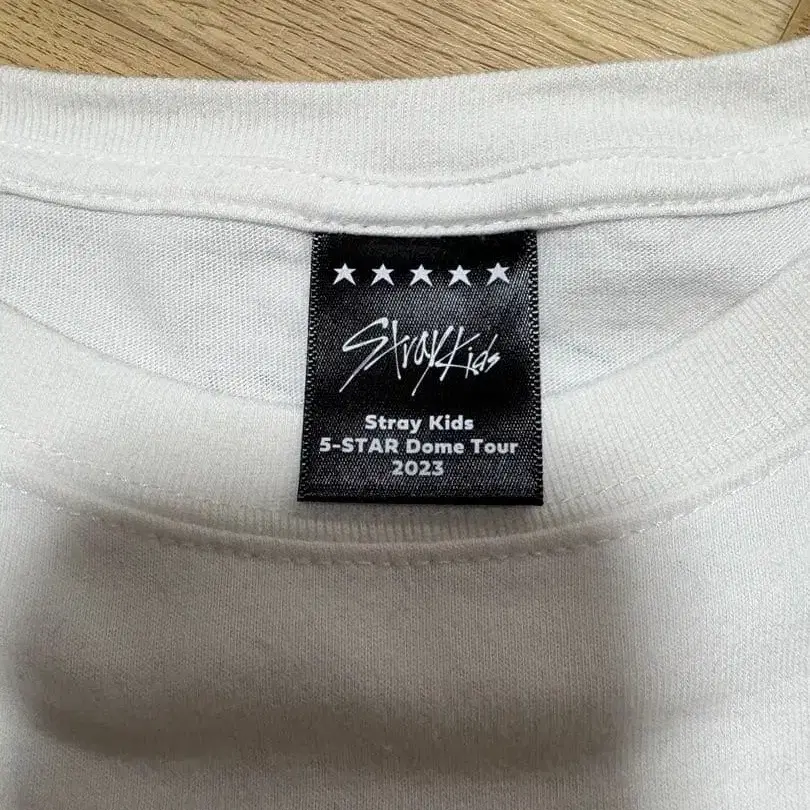 ★★★★★
Stray Kids
Stray Kids
5-STAR Dome Tour
2023